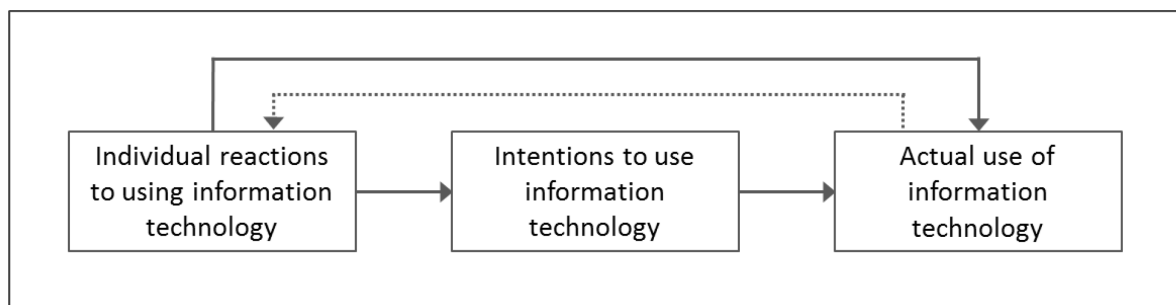 Individual reactions
to using information
technology
Intentions to use
information
technology
Actual use of
information
technology